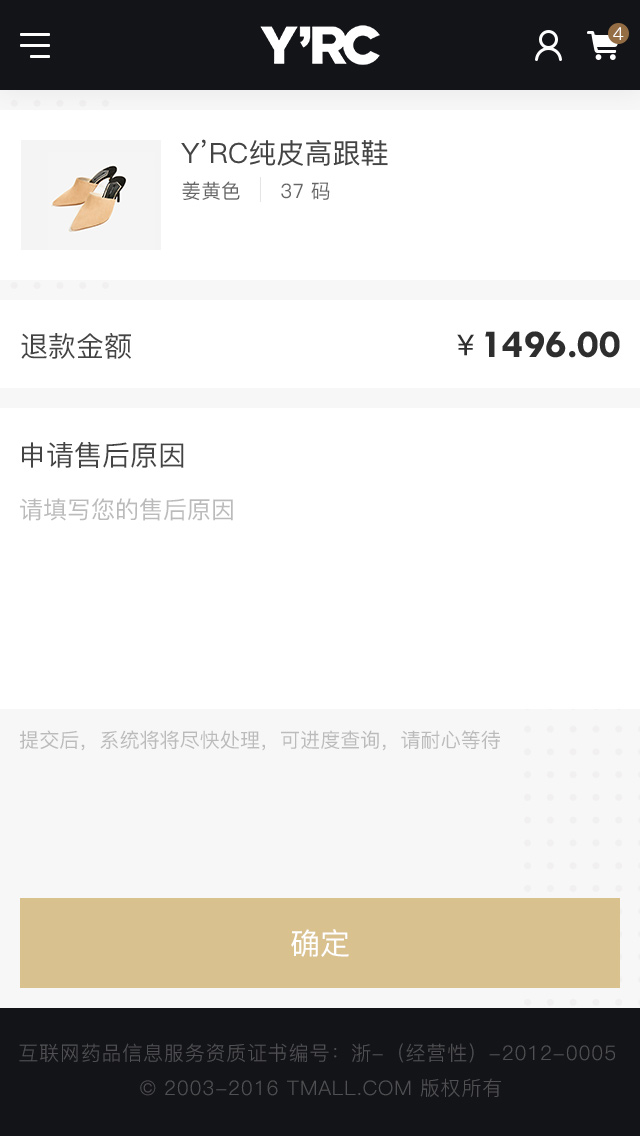 Y'RC
4
Y’RC纯皮高跟鞋
姜黄色 37 码
退款金额 ¥ 1496.00
申请售后原因
请填写您的售后原因
提交后，系统将将尽快处理，可进度查询，请耐心等待
确定
互联网药品信息服务资质证书编号：浙-（经营性）-2012-0005
© 2003-2016 TMALL.COM 版权所有